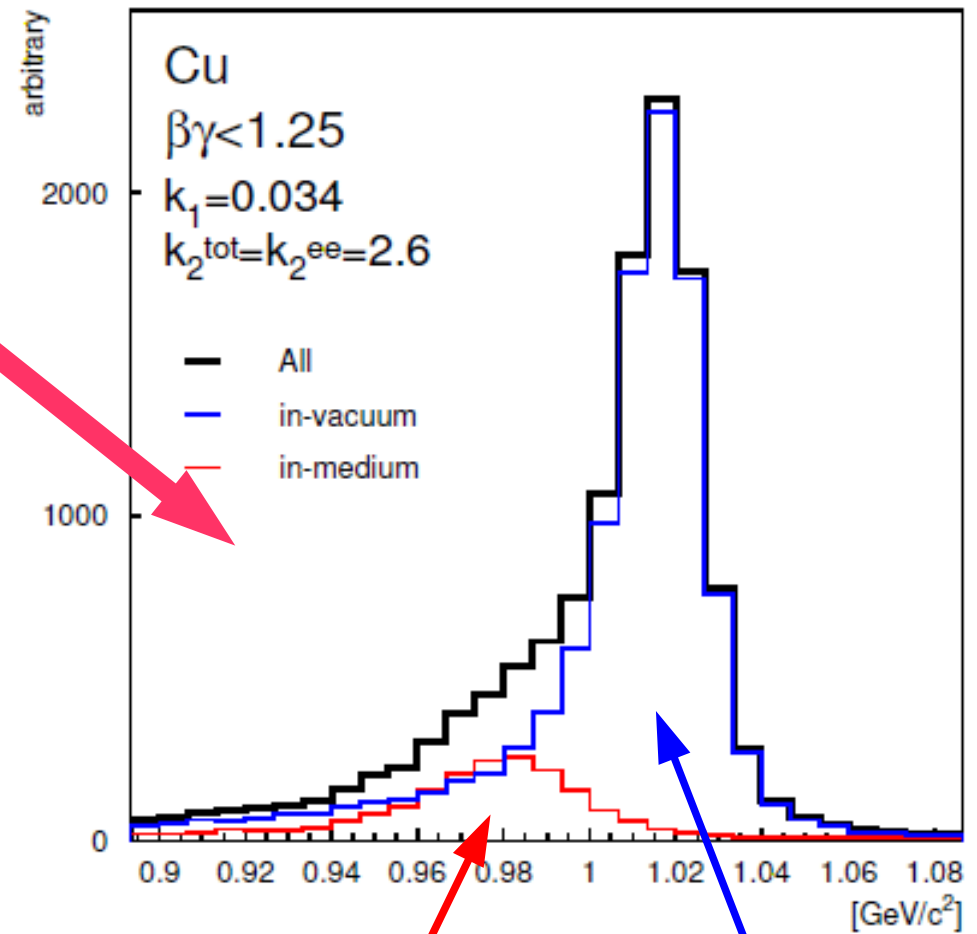 arbitrary
Cu
βγ<1.25
k₁=0.034
k₂ᵗᵒᵗ=k₂ᵉᵉ=2.6
All
in-vacuum
in-medium
2000
1000
0
0.9 0.92 0.94 0.96 0.98 1 1.02 1.04 1.06 1.08
[GeV/c²]